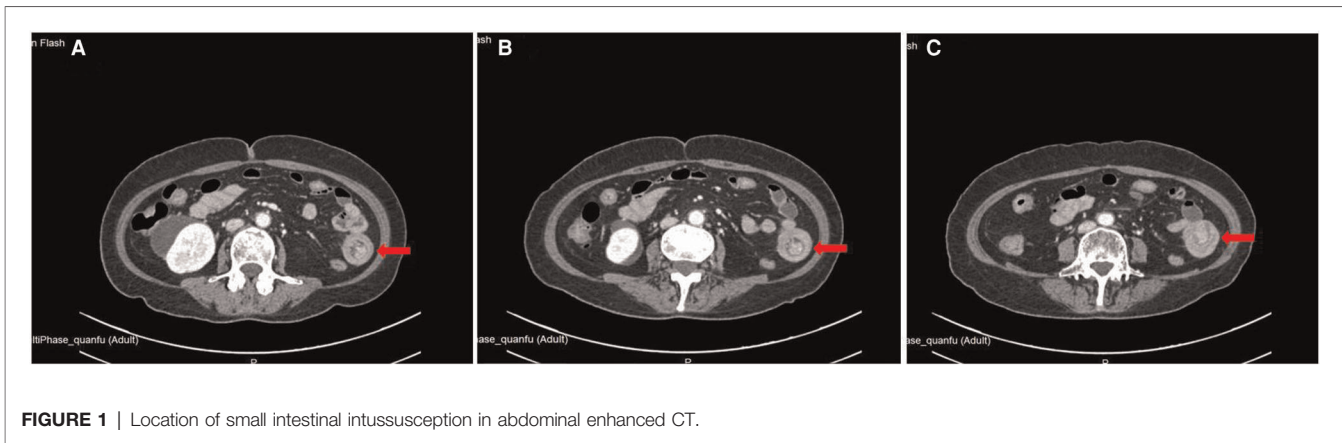 n Flash
A
ash
B
sh
C
ltiPhase_quanfu (Adult)
ase_quanfu (Adult)
ase_quanfu (Adult)
FIGURE 1 | Location of small intestinal intussusception in abdominal enhanced CT.